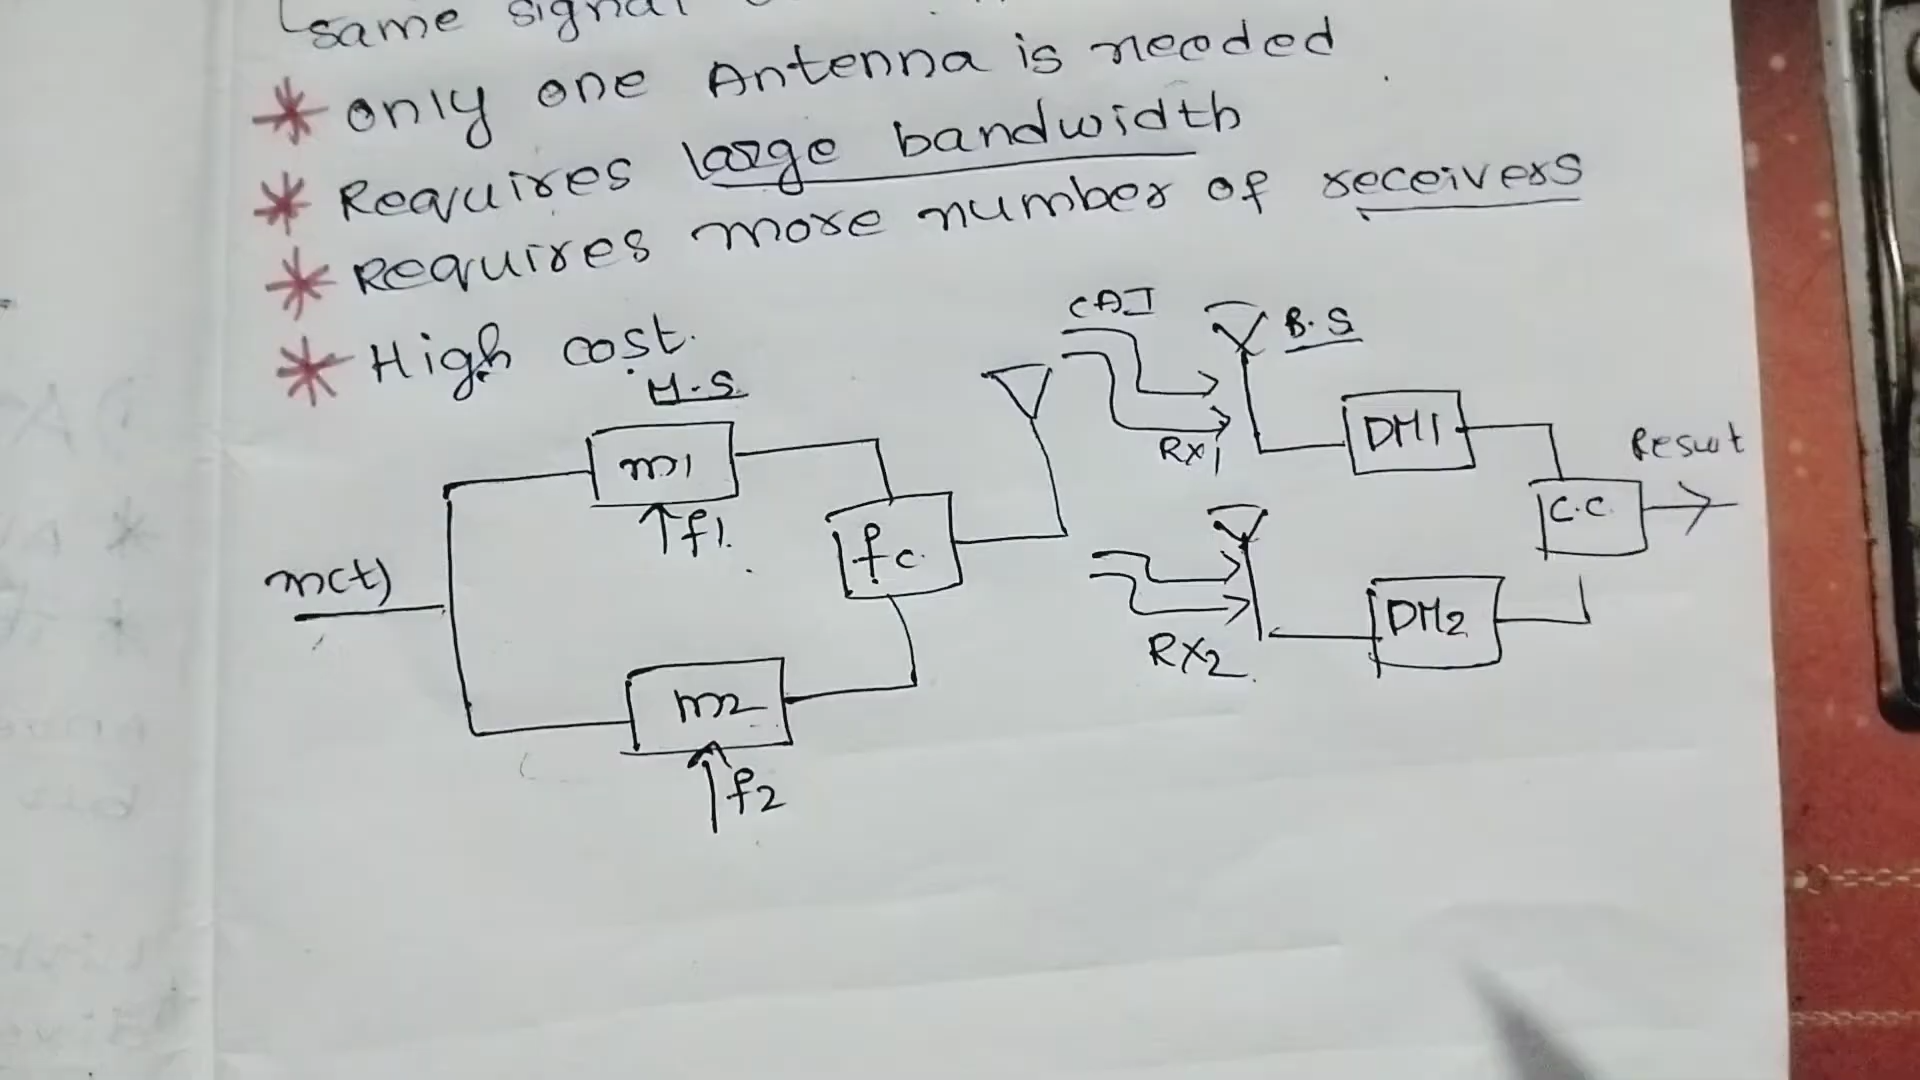 same signal
* only one Antenna is needed
* Requires large bandwidth
* Requires more number of receivers
* High cost.
M.S.
CAI
B.S
m1
f1.
fc.
m(t)
m2
f2
RX1
DM1
Result
C.C.
RX2.
DM2